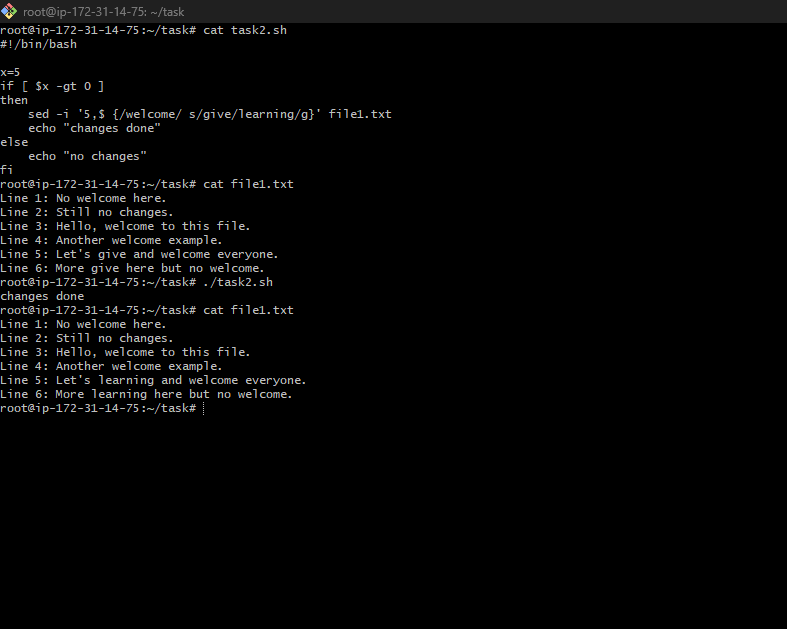 root@ip-172-31-14-75: ~/task
root@ip-172-31-14-75:~/task# cat task2.sh
#!/bin/bash
x=5
if [ $x -gt 0 ]
then
    sed -i '5,$ {/welcome/ s/give/learning/g}' file1.txt
    echo "changes done"
else
    echo "no changes"
fi
root@ip-172-31-14-75:~/task# cat file1.txt
Line 1: No welcome here.
Line 2: Still no changes.
Line 3: Hello, welcome to this file.
Line 4: Another welcome example.
Line 5: Let's give and welcome everyone.
Line 6: More give here but no welcome.
root@ip-172-31-14-75:~/task# ./task2.sh
changes done
root@ip-172-31-14-75:~/task# cat file1.txt
Line 1: No welcome here.
Line 2: Still no changes.
Line 3: Hello, welcome to this file.
Line 4: Another welcome example.
Line 5: Let's learning and welcome everyone.
Line 6: More learning here but no welcome.
root@ip-172-31-14-75:~/task#